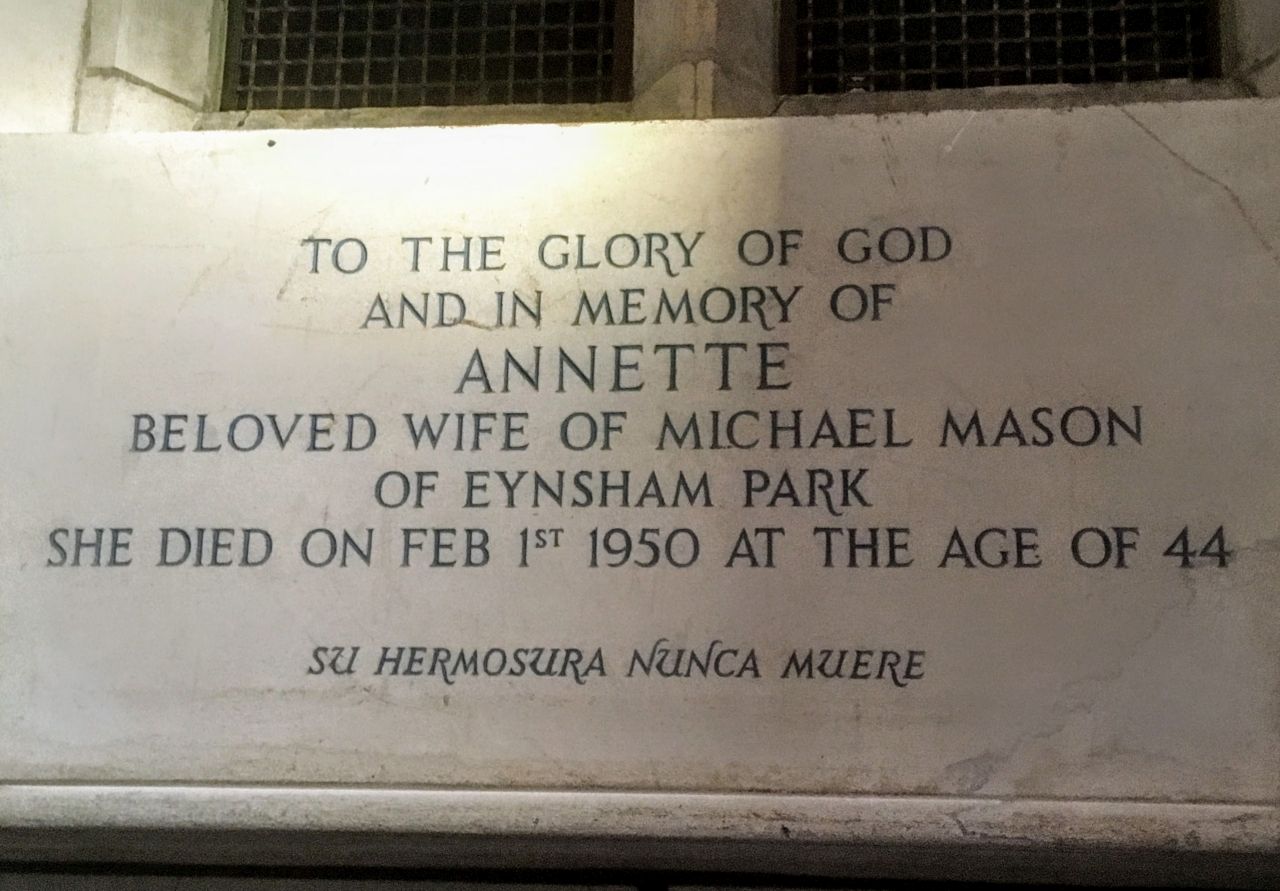 TO THE GLORY OF GOD
AND IN MEMORY OF
ANNETTE
BELOVED WIFE OF MICHAEL MASON
OF EYNSHAM PARK
SHE DIED ON FEB 1ST 1950 AT THE AGE OF 44
SU HERMOSURA NUNCA MUERE